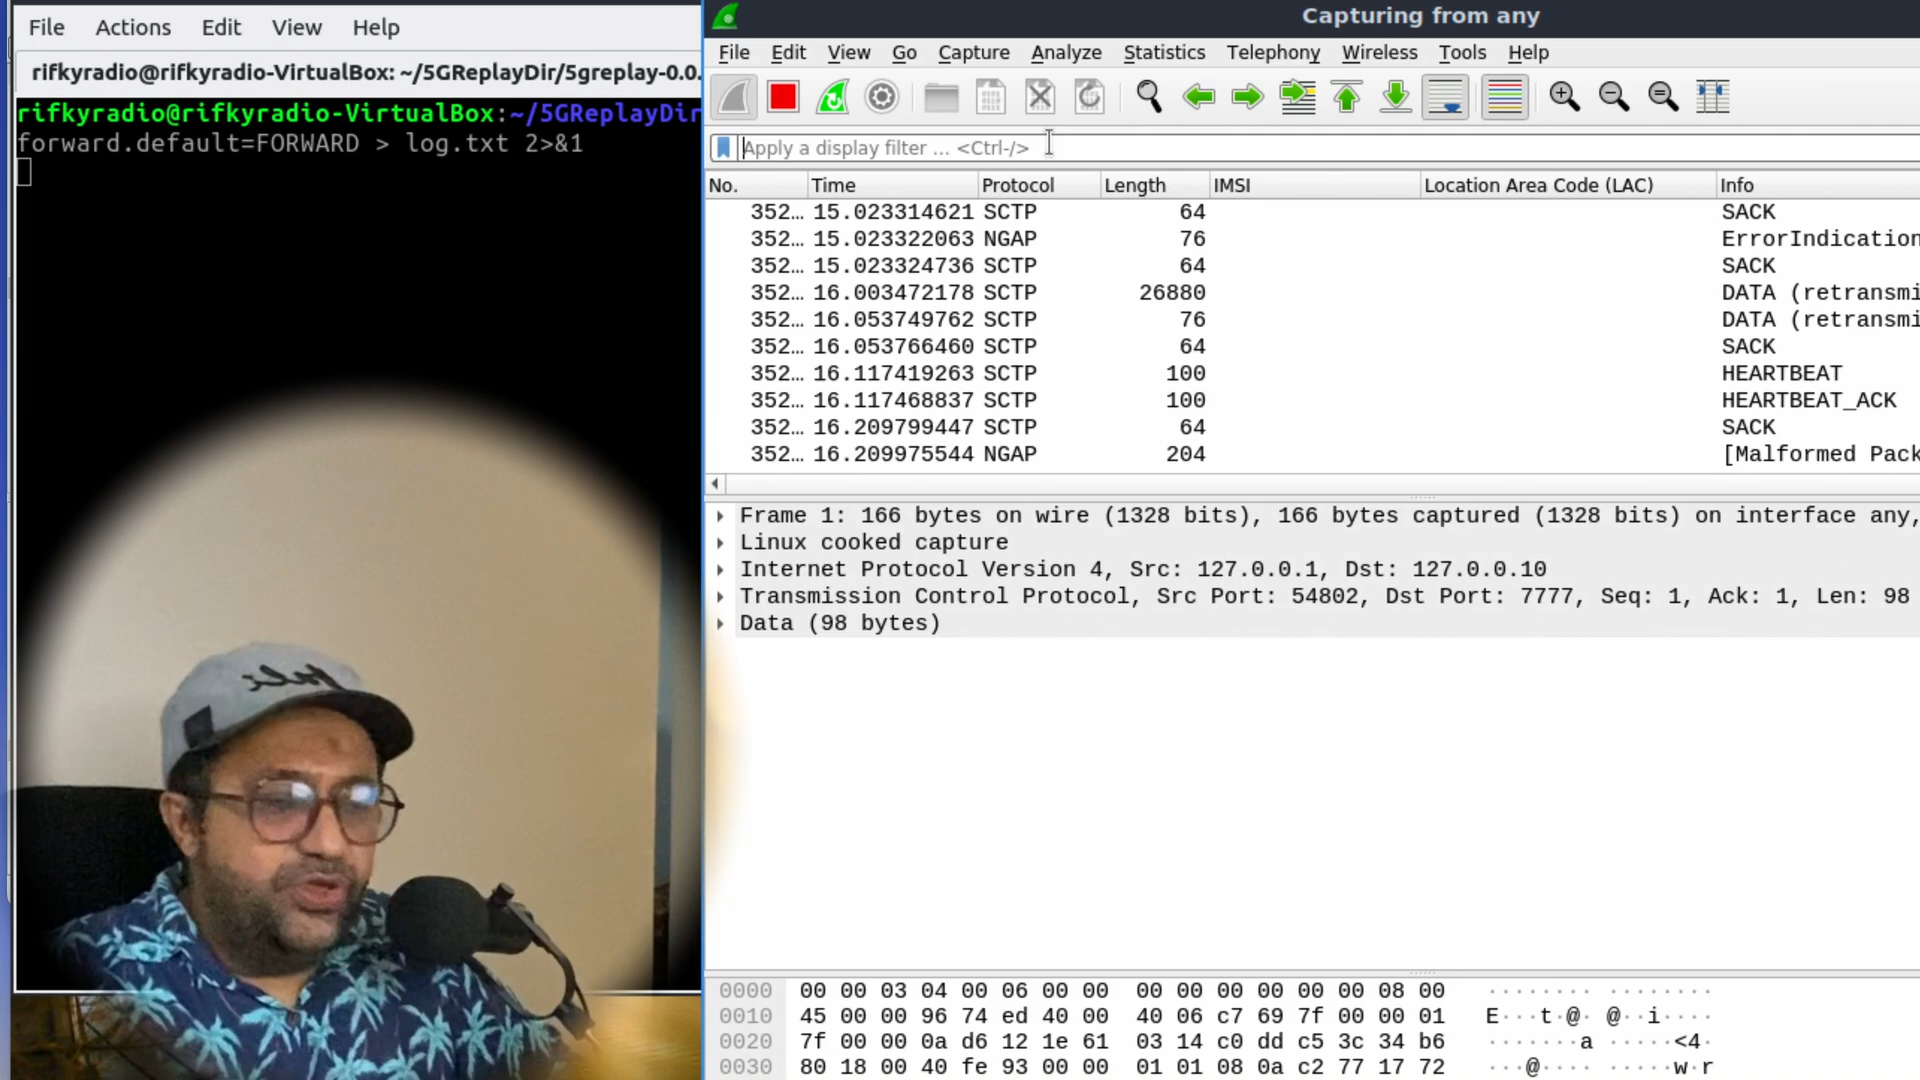 File Actions Edit View Help
rifkyradio@rifkyradio-VirtualBox: ~/5GReplayDir/5greplay-0.0.
rifkyradio@rifkyradio-VirtualBox:~/5GReplayDir
forward.default=FORWARD > log.txt 2>&1
Capturing from any
File Edit View Go Capture Analyze Statistics Telephony Wireless Tools Help
Apply a display filter ... <Ctrl-/>
No. Time Protocol Length IMSI Location Area Code (LAC) Info
352… 15.023314621 SCTP 64 SACK
352… 15.023322063 NGAP 76 ErrorIndication
352… 15.023324736 SCTP 64 SACK
352… 16.003472178 SCTP 26880 DATA (retransmi
352… 16.053749762 SCTP 76 DATA (retransmi
352… 16.053766460 SCTP 64 SACK
352… 16.117419263 SCTP 100 HEARTBEAT
352… 16.117468837 SCTP 100 HEARTBEAT_ACK
352… 16.209799447 SCTP 64 SACK
352… 16.209975544 NGAP 204 [Malformed Pack
Frame 1: 166 bytes on wire (1328 bits), 166 bytes captured (1328 bits) on interface any,
Linux cooked capture
Internet Protocol Version 4, Src: 127.0.0.1, Dst: 127.0.0.10
Transmission Control Protocol, Src Port: 54802, Dst Port: 7777, Seq: 1, Ack: 1, Len: 98
Data (98 bytes)
0000 00 00 03 04 00 06 00 00 00 00 00 00 00 00 08 00 ········ ········
0010 45 00 00 96 74 ed 40 00 40 06 c7 69 7f 00 00 01 E···t·@· @··i····
0020 7f 00 00 0a d6 12 1e 61 03 14 c0 dd c5 3c 34 b6 ·······a ·····<4·
0030 80 18 00 40 fe 93 00 00 01 01 08 0a c2 77 17 72 ···@···· ·····w·r